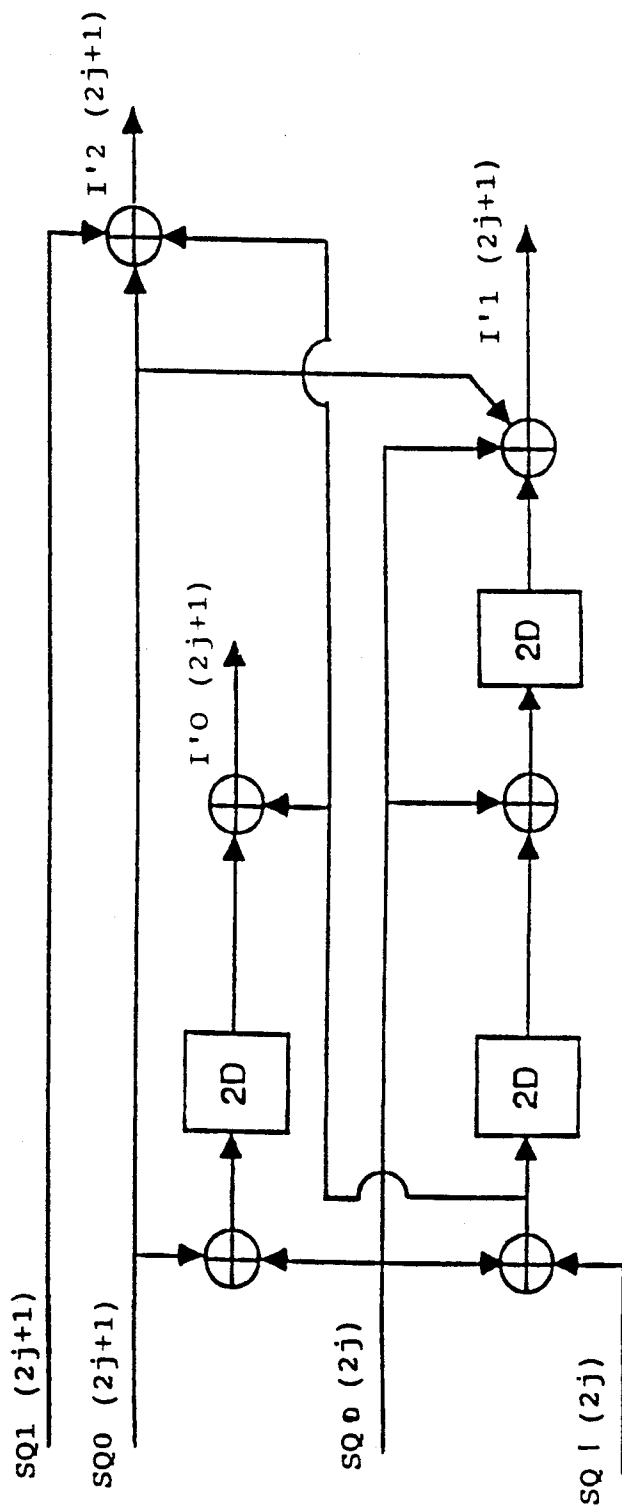 SQ1 (2j+1)
SQ0 (2j+1)
SQ0 (2j)
SQ1 (2j)
2D
2D
2D
I'0 (2j+1)
I'1 (2j+1)
I'2 (2j+1)